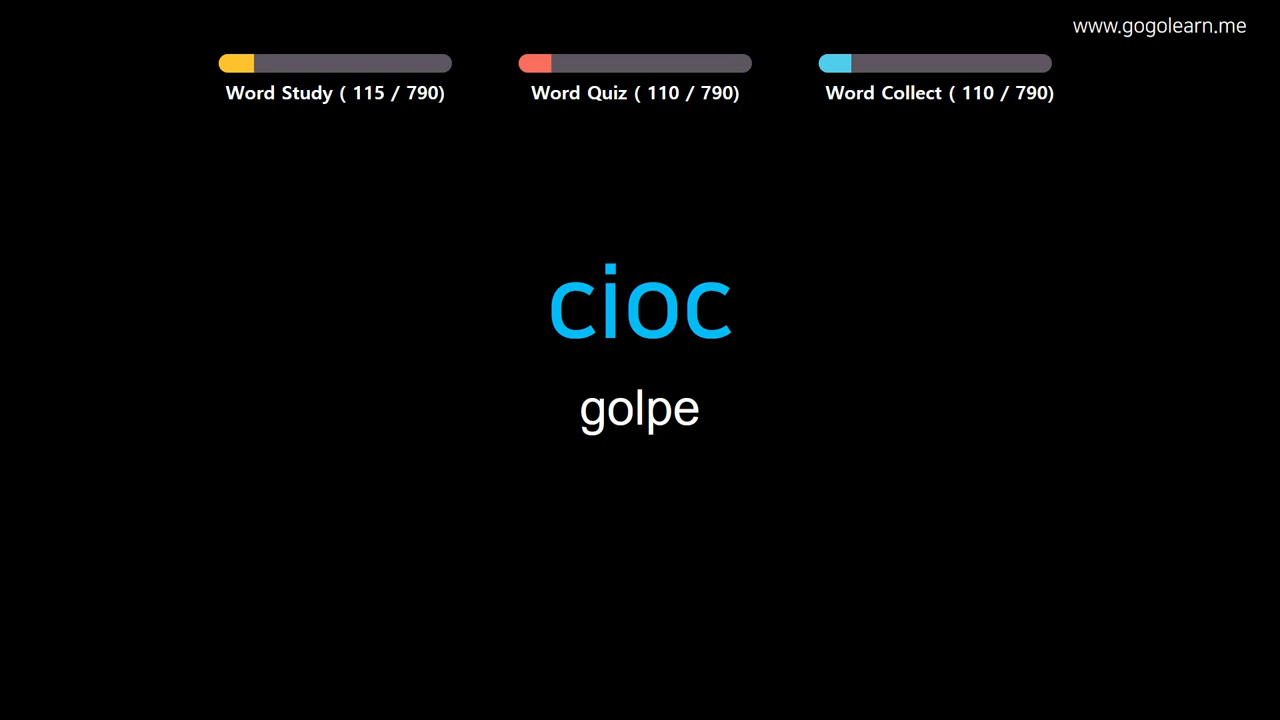 www.gogolearn.me
Word Study ( 115 / 790)
Word Quiz ( 110 / 790)
Word Collect ( 110 / 790)
cioc
golpe